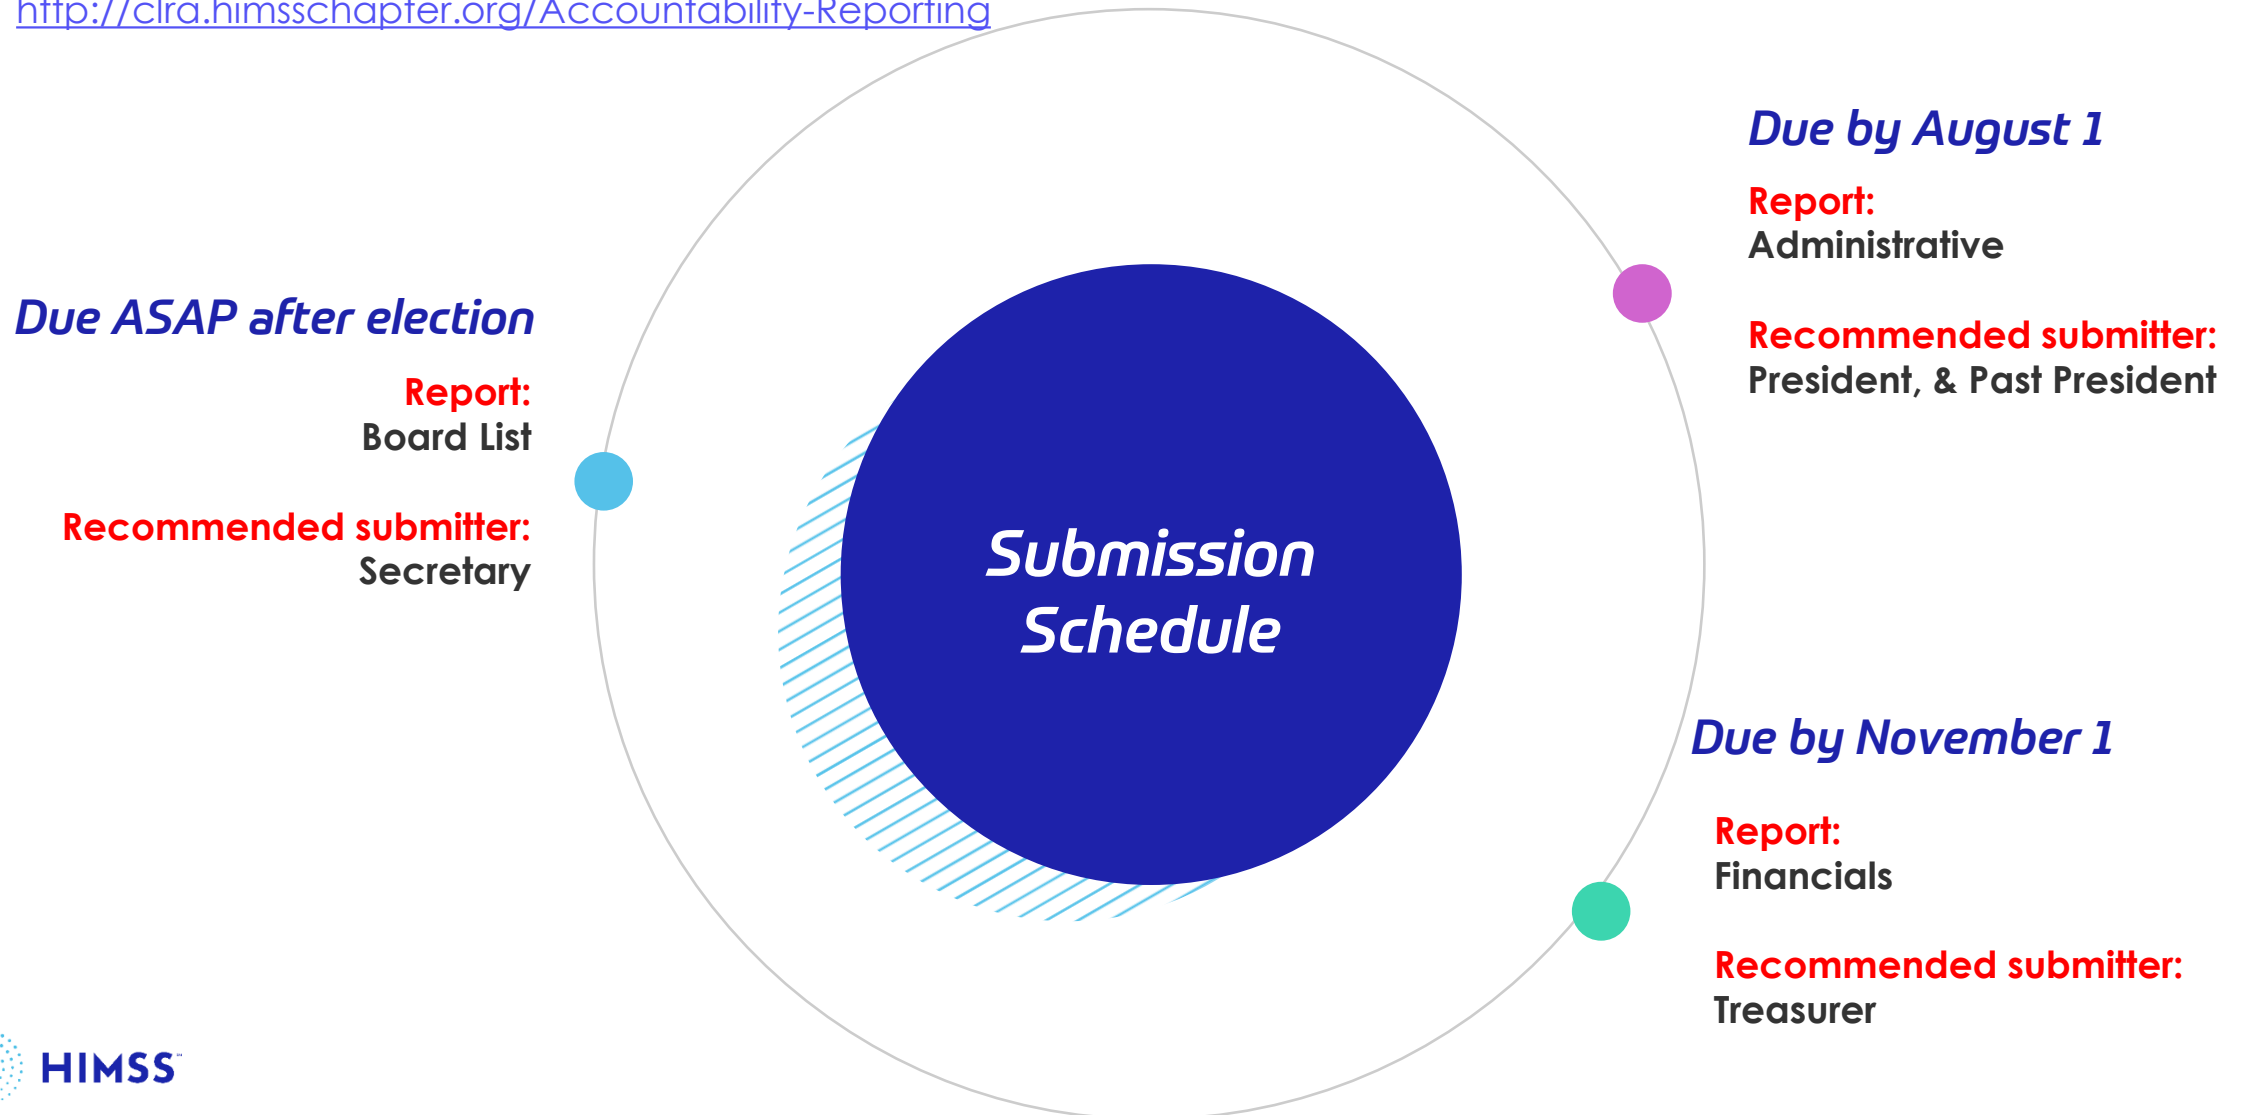 http://clra.himsschapter.org/Accountability-Reporting
Due ASAP after election
Report:
Board List
Recommended submitter:
Secretary
Submission
Schedule
Due by August 1
Report:
Administrative
Recommended submitter:
President, & Past President
Due by November 1
Report:
Financials
Recommended submitter:
Treasurer
HIMSS